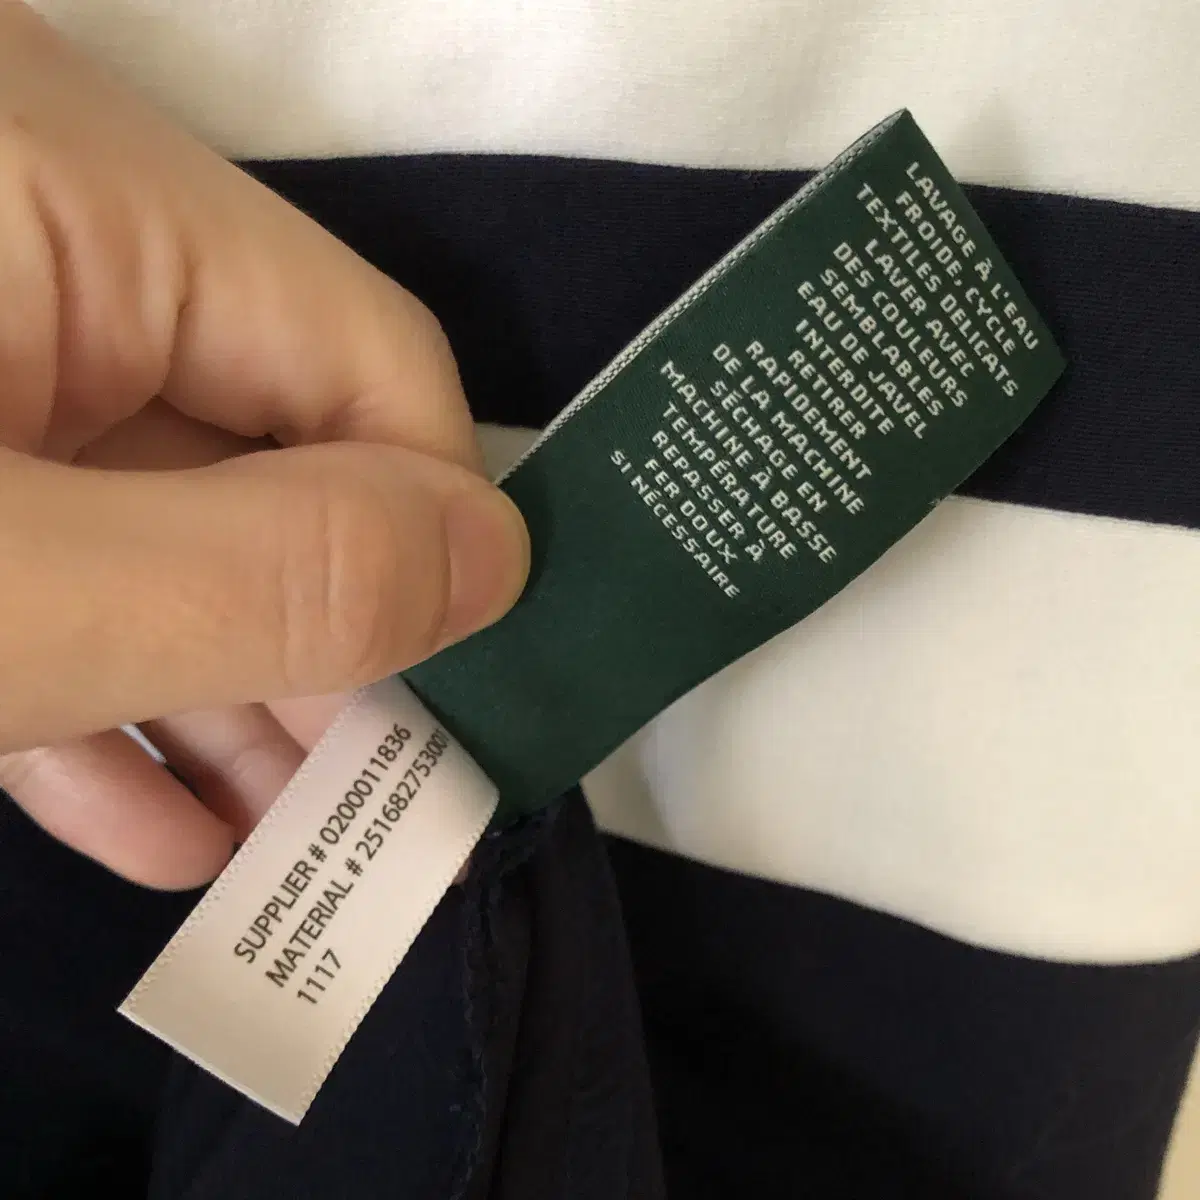 LAVAGE À L'EAU
FROIDE, CYCLE
TEXTILES DELICATS
LAVER AVEC
DES COULEURS
SEMBLABLES
EAU DE JAVEL
INTERDITE
RETIRER
RAPIDEMENT
DE LA MACHINE
SÉCHAGE EN
MACHINE À BASSE
TEMPÉRATURE
REPASSER À
FER DOUX
SI NÉCESSAIRE
SUPPLIER # 0200011836
MATERIAL # 251682753001
1117